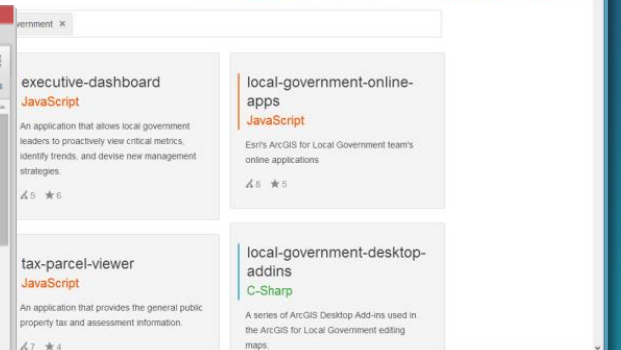 vernment ×
executive-dashboard
JavaScript
An application that allows local government
leaders to proactively view critical metrics,
identify trends, and devise new management
strategies.
5 ★ 6
local-government-online-
apps
JavaScript
Esri's ArcGIS for Local Government team's
online applications
8 ★ 5
tax-parcel-viewer
JavaScript
An application that provides the general public
property tax and assessment information.
7 ★ 4
local-government-desktop-
addins
C-Sharp
A series of ArcGIS Desktop Add-ins used in
the ArcGIS for Local Government editing
maps.